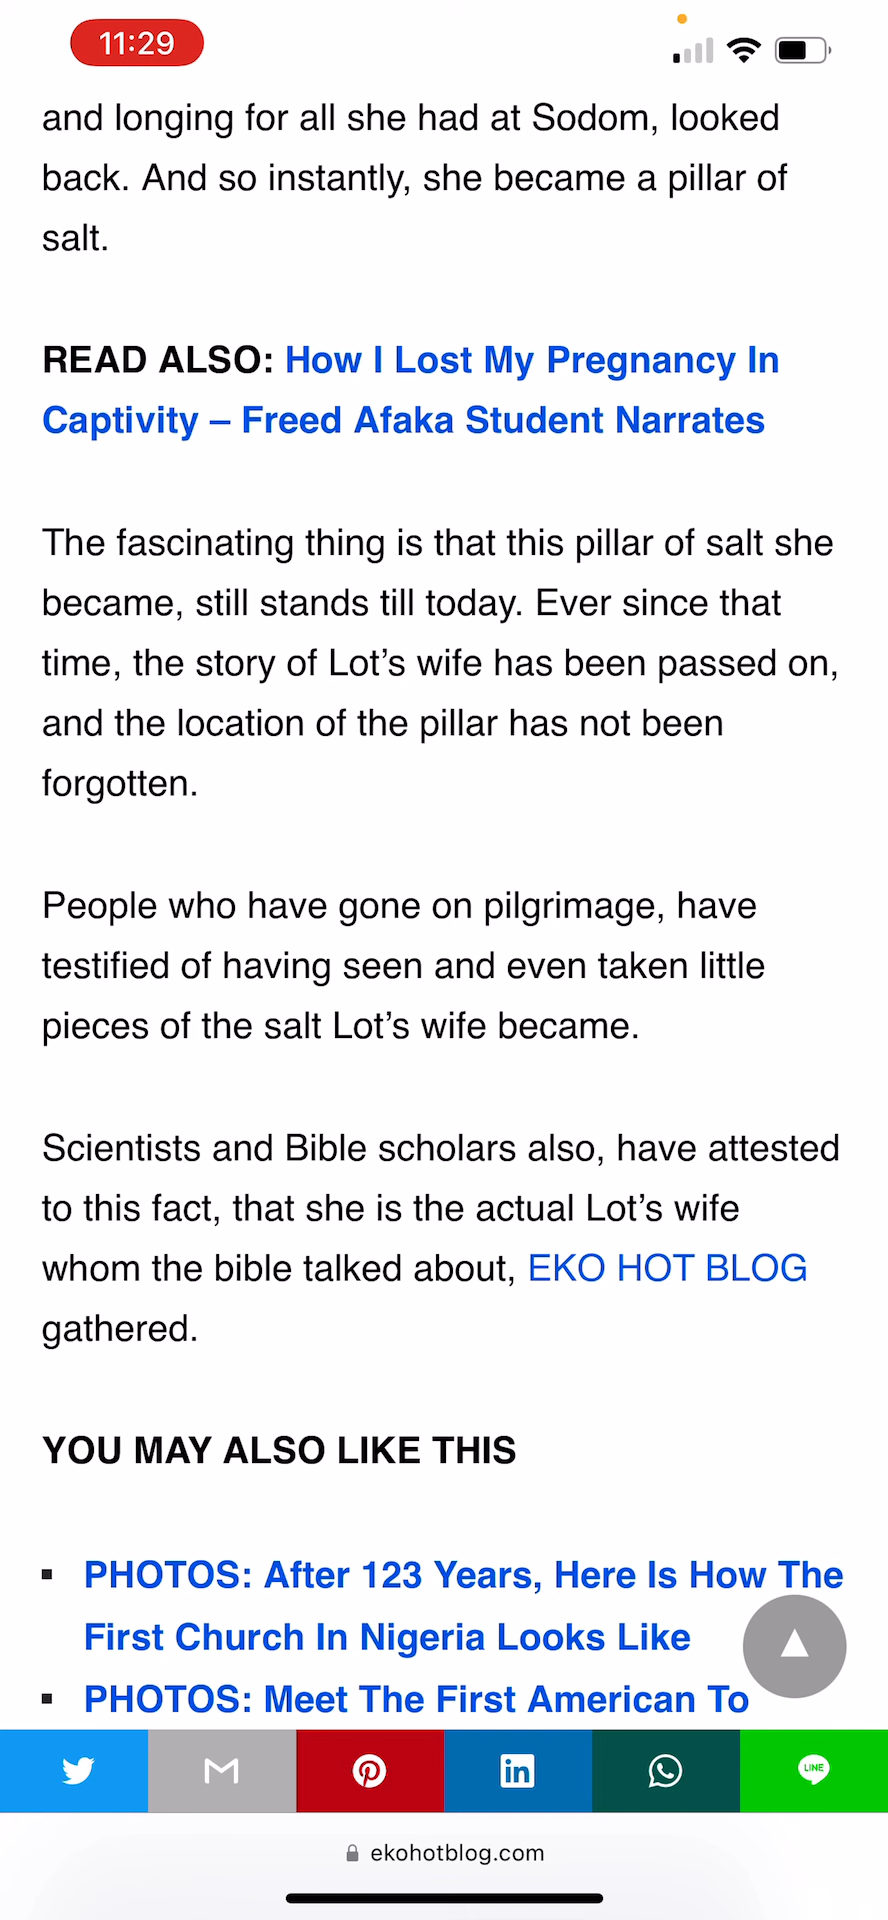 11:29
and longing for all she had at Sodom, looked
back. And so instantly, she became a pillar of
salt.
READ ALSO: How I Lost My Pregnancy In
Captivity – Freed Afaka Student Narrates
The fascinating thing is that this pillar of salt she
became, still stands till today. Ever since that
time, the story of Lot’s wife has been passed on,
and the location of the pillar has not been
forgotten.
People who have gone on pilgrimage, have
testified of having seen and even taken little
pieces of the salt Lot’s wife became.
Scientists and Bible scholars also, have attested
to this fact, that she is the actual Lot’s wife
whom the bible talked about, EKO HOT BLOG
gathered.
YOU MAY ALSO LIKE THIS
▪ PHOTOS: After 123 Years, Here Is How The
First Church In Nigeria Looks Like
▪ PHOTOS: Meet The First American To
in
LINE
ekohotblog.com